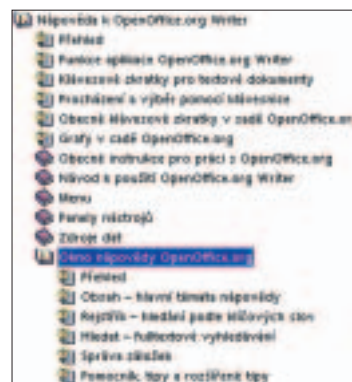 Nápověda k OpenOffice.org Writer
Přehled
Funkce aplikace OpenOffice.org Writer
Klávesové zkratky pro textové dokumenty
Procházení a výběr pomocí klávesnice
Obecné klávesové zkratky v sadě OpenOffice.org
Grafy v sadě OpenOffice.org
Obecné instrukce pro práci s OpenOffice.org
Návod k použití OpenOffice.org Writer
Menu
Panely nástrojů
Zdroje dat
Okno nápovědy OpenOffice.org
Přehled
Obsah – hlavní témata nápovědy
Rejstřík – hledání podle klíčových slov
Hledat – fulltextové vyhledávání
Správa záložek
Pomocník, tipy a rozšířené tipy